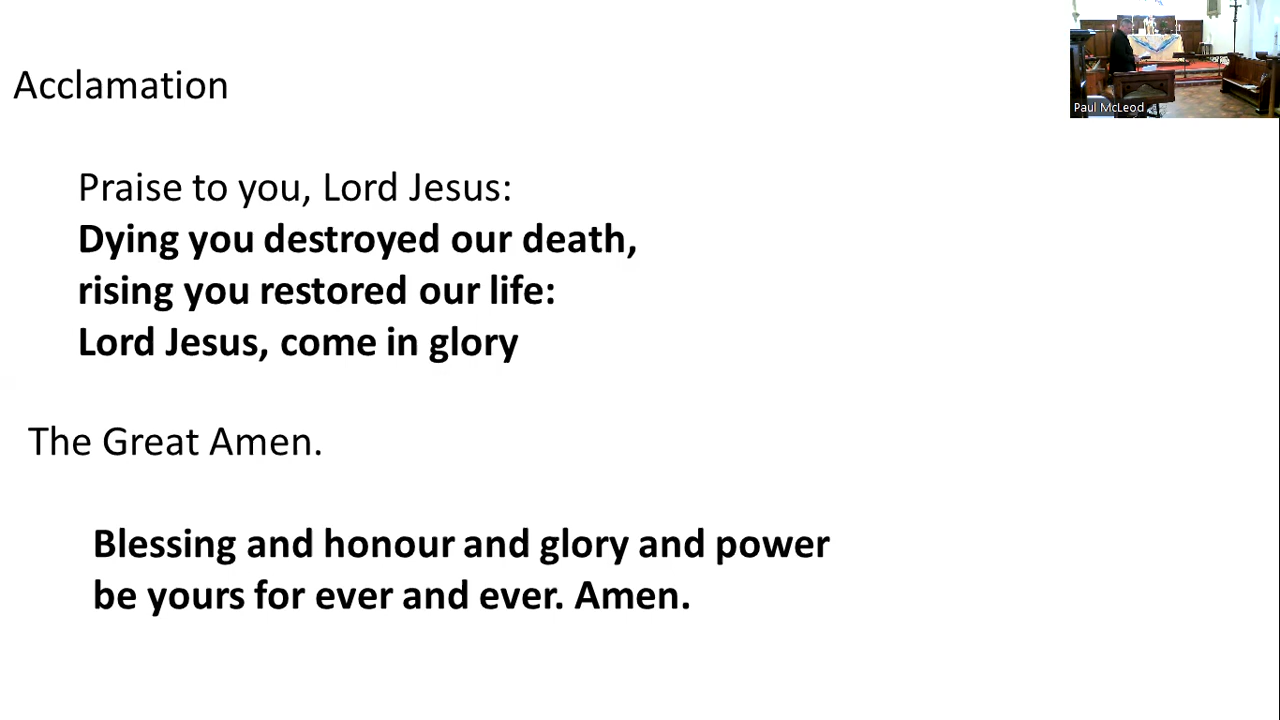 Acclamation
Praise to you, Lord Jesus:
Dying you destroyed our death,
rising you restored our life:
Lord Jesus, come in glory
The Great Amen.
Blessing and honour and glory and power
be yours for ever and ever. Amen.
Paul McLeod